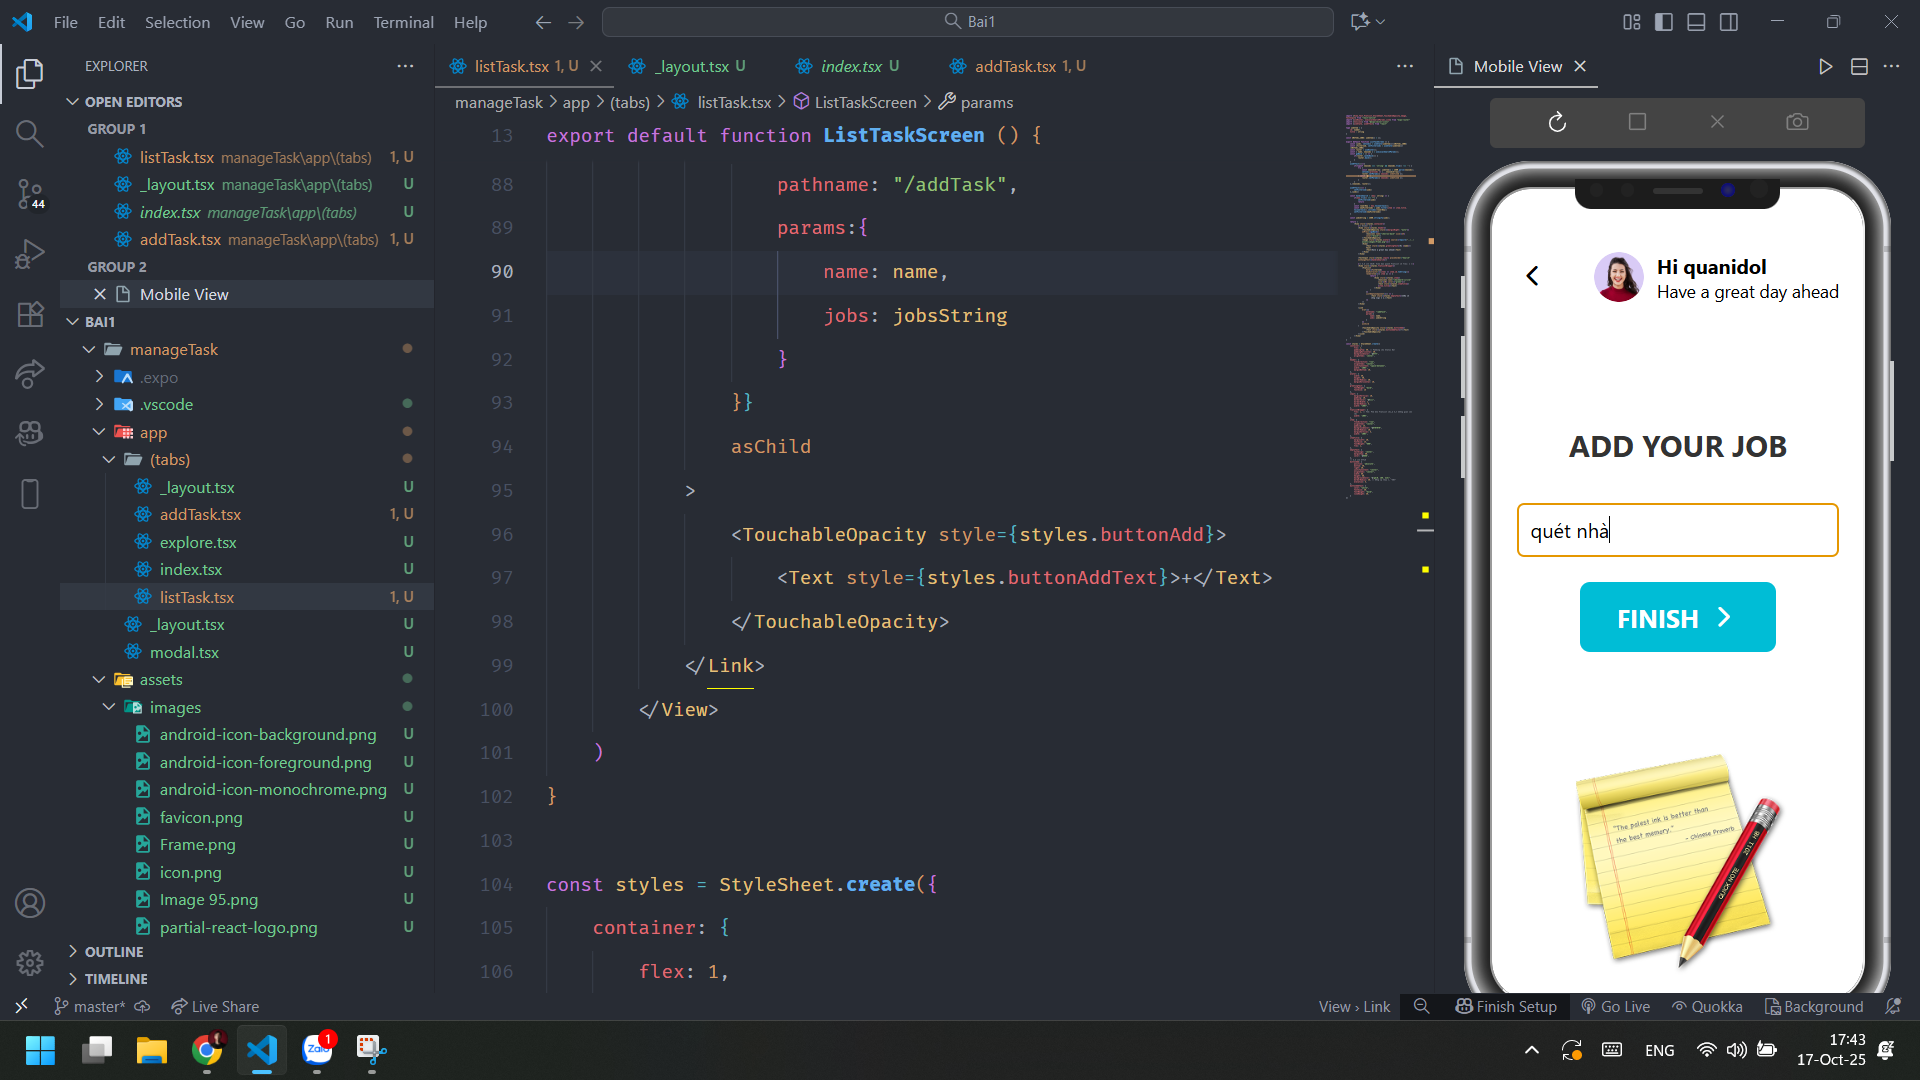 File Edit Selection View Go Run Terminal Help
Bai1
EXPLORER
OPEN EDITORS
GROUP 1
listTask.tsx manageTask\app\(tabs) 1, U
_layout.tsx manageTask\app\(tabs) U
index.tsx manageTask\app\(tabs) U
addTask.tsx manageTask\app\(tabs) 1, U
GROUP 2
Mobile View
BAI1
manageTask
.expo
.vscode
app
(tabs)
_layout.tsx U
addTask.tsx 1, U
explore.tsx U
index.tsx U
listTask.tsx 1, U
_layout.tsx U
modal.tsx U
assets
images
android-icon-background.png U
android-icon-foreground.png U
android-icon-monochrome.png U
favicon.png U
Frame.png U
icon.png U
Image 95.png U
partial-react-logo.png U
OUTLINE
TIMELINE
44
listTask.tsx 1, U
_layout.tsx U
index.tsx U
addTask.tsx 1, U
manageTask > app > (tabs) > listTask.tsx > ListTaskScreen > params
13 export default function ListTaskScreen () {
88 pathname: "/addTask",
89 params:{
90 name: name,
91 jobs: jobsString
92 }
93 }}
94 asChild
95 >
96 <TouchableOpacity style={styles.buttonAdd}>
97 <Text style={styles.buttonAddText}>+</Text>
98 </TouchableOpacity>
99 </Link>
100 </View>
101 )
102 }
103
104 const styles = StyleSheet.create({
105 container: {
106 flex: 1,
Mobile View
Hi quanidol
Have a great day ahead
ADD YOUR JOB
quét nhà
FINISH
"The palest ink is better than
the best memory."
- Chinese Proverb
QUICK NOTE 2011 HB
master*
Live Share
View › Link
Finish Setup
Go Live
Quokka
Background
Zalo
1
ENG
17:43
17-Oct-25